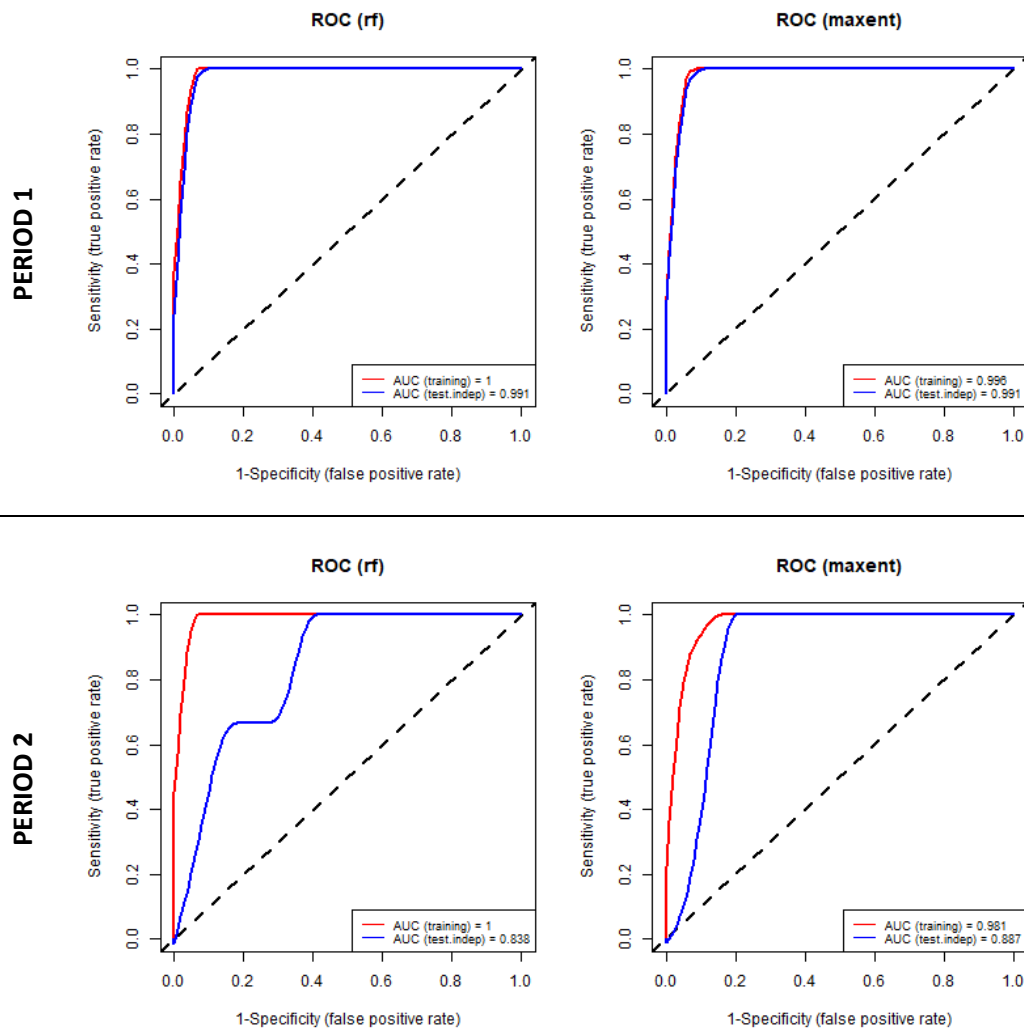 PERIOD 1
ROC (rf)
Sensitivity (true positive rate)
1.0
0.8
0.6
0.4
0.2
0.0
AUC (training) = 1
AUC (test.indep) = 0.991
0.0 0.2 0.4 0.6 0.8 1.0
1-Specificity (false positive rate)
ROC (maxent)
Sensitivity (true positive rate)
1.0
0.8
0.6
0.4
0.2
0.0
AUC (training) = 0.996
AUC (test.indep) = 0.991
0.0 0.2 0.4 0.6 0.8 1.0
1-Specificity (false positive rate)
PERIOD 2
ROC (rf)
Sensitivity (true positive rate)
1.0
0.8
0.6
0.4
0.2
0.0
AUC (training) = 1
AUC (test.indep) = 0.838
0.0 0.2 0.4 0.6 0.8 1.0
1-Specificity (false positive rate)
ROC (maxent)
Sensitivity (true positive rate)
1.0
0.8
0.6
0.4
0.2
0.0
AUC (training) = 0.981
AUC (test.indep) = 0.887
0.0 0.2 0.4 0.6 0.8 1.0
1-Specificity (false positive rate)